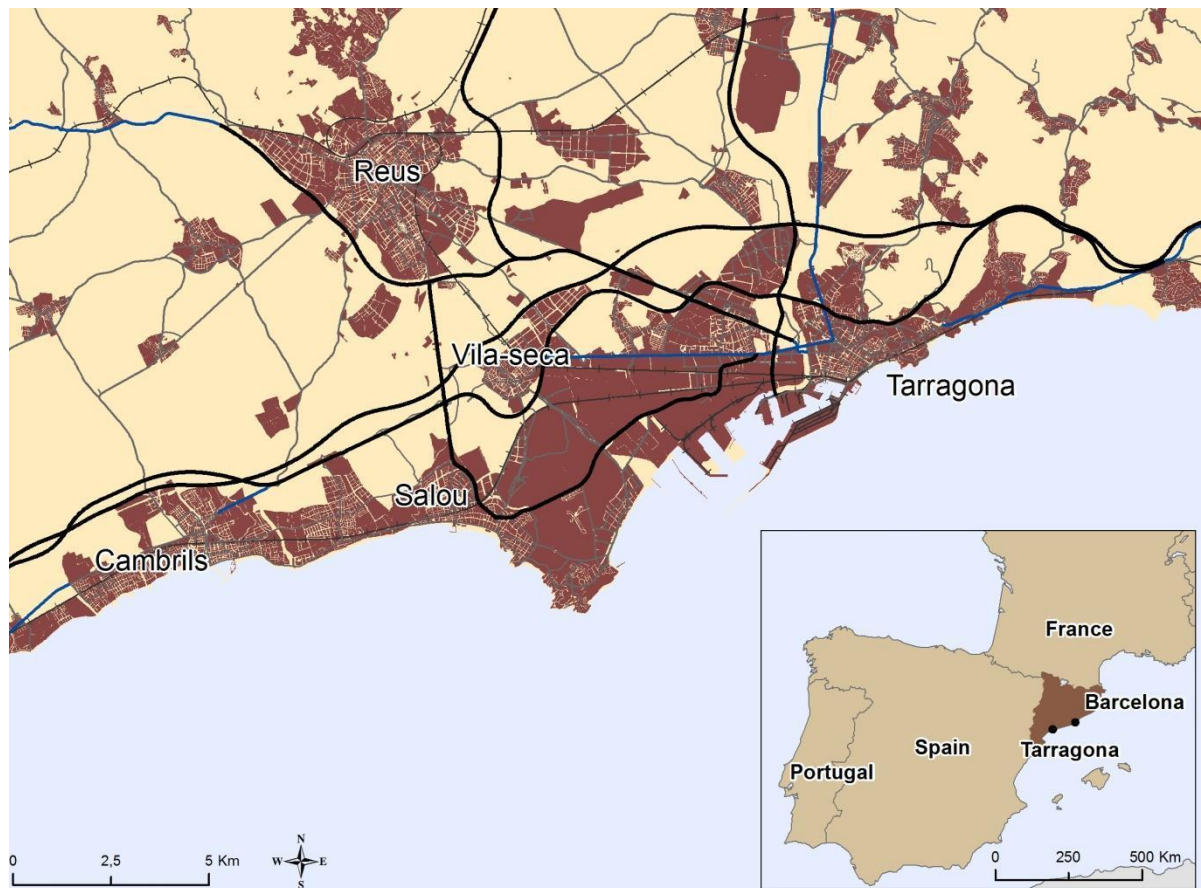 Reus
Vila-seca
Tarragona
Salou
Cambrils
France
Barcelona
Spain
Tarragona
Portugal
N
W E
S
0 2,5 5 Km
0 250 500 Km